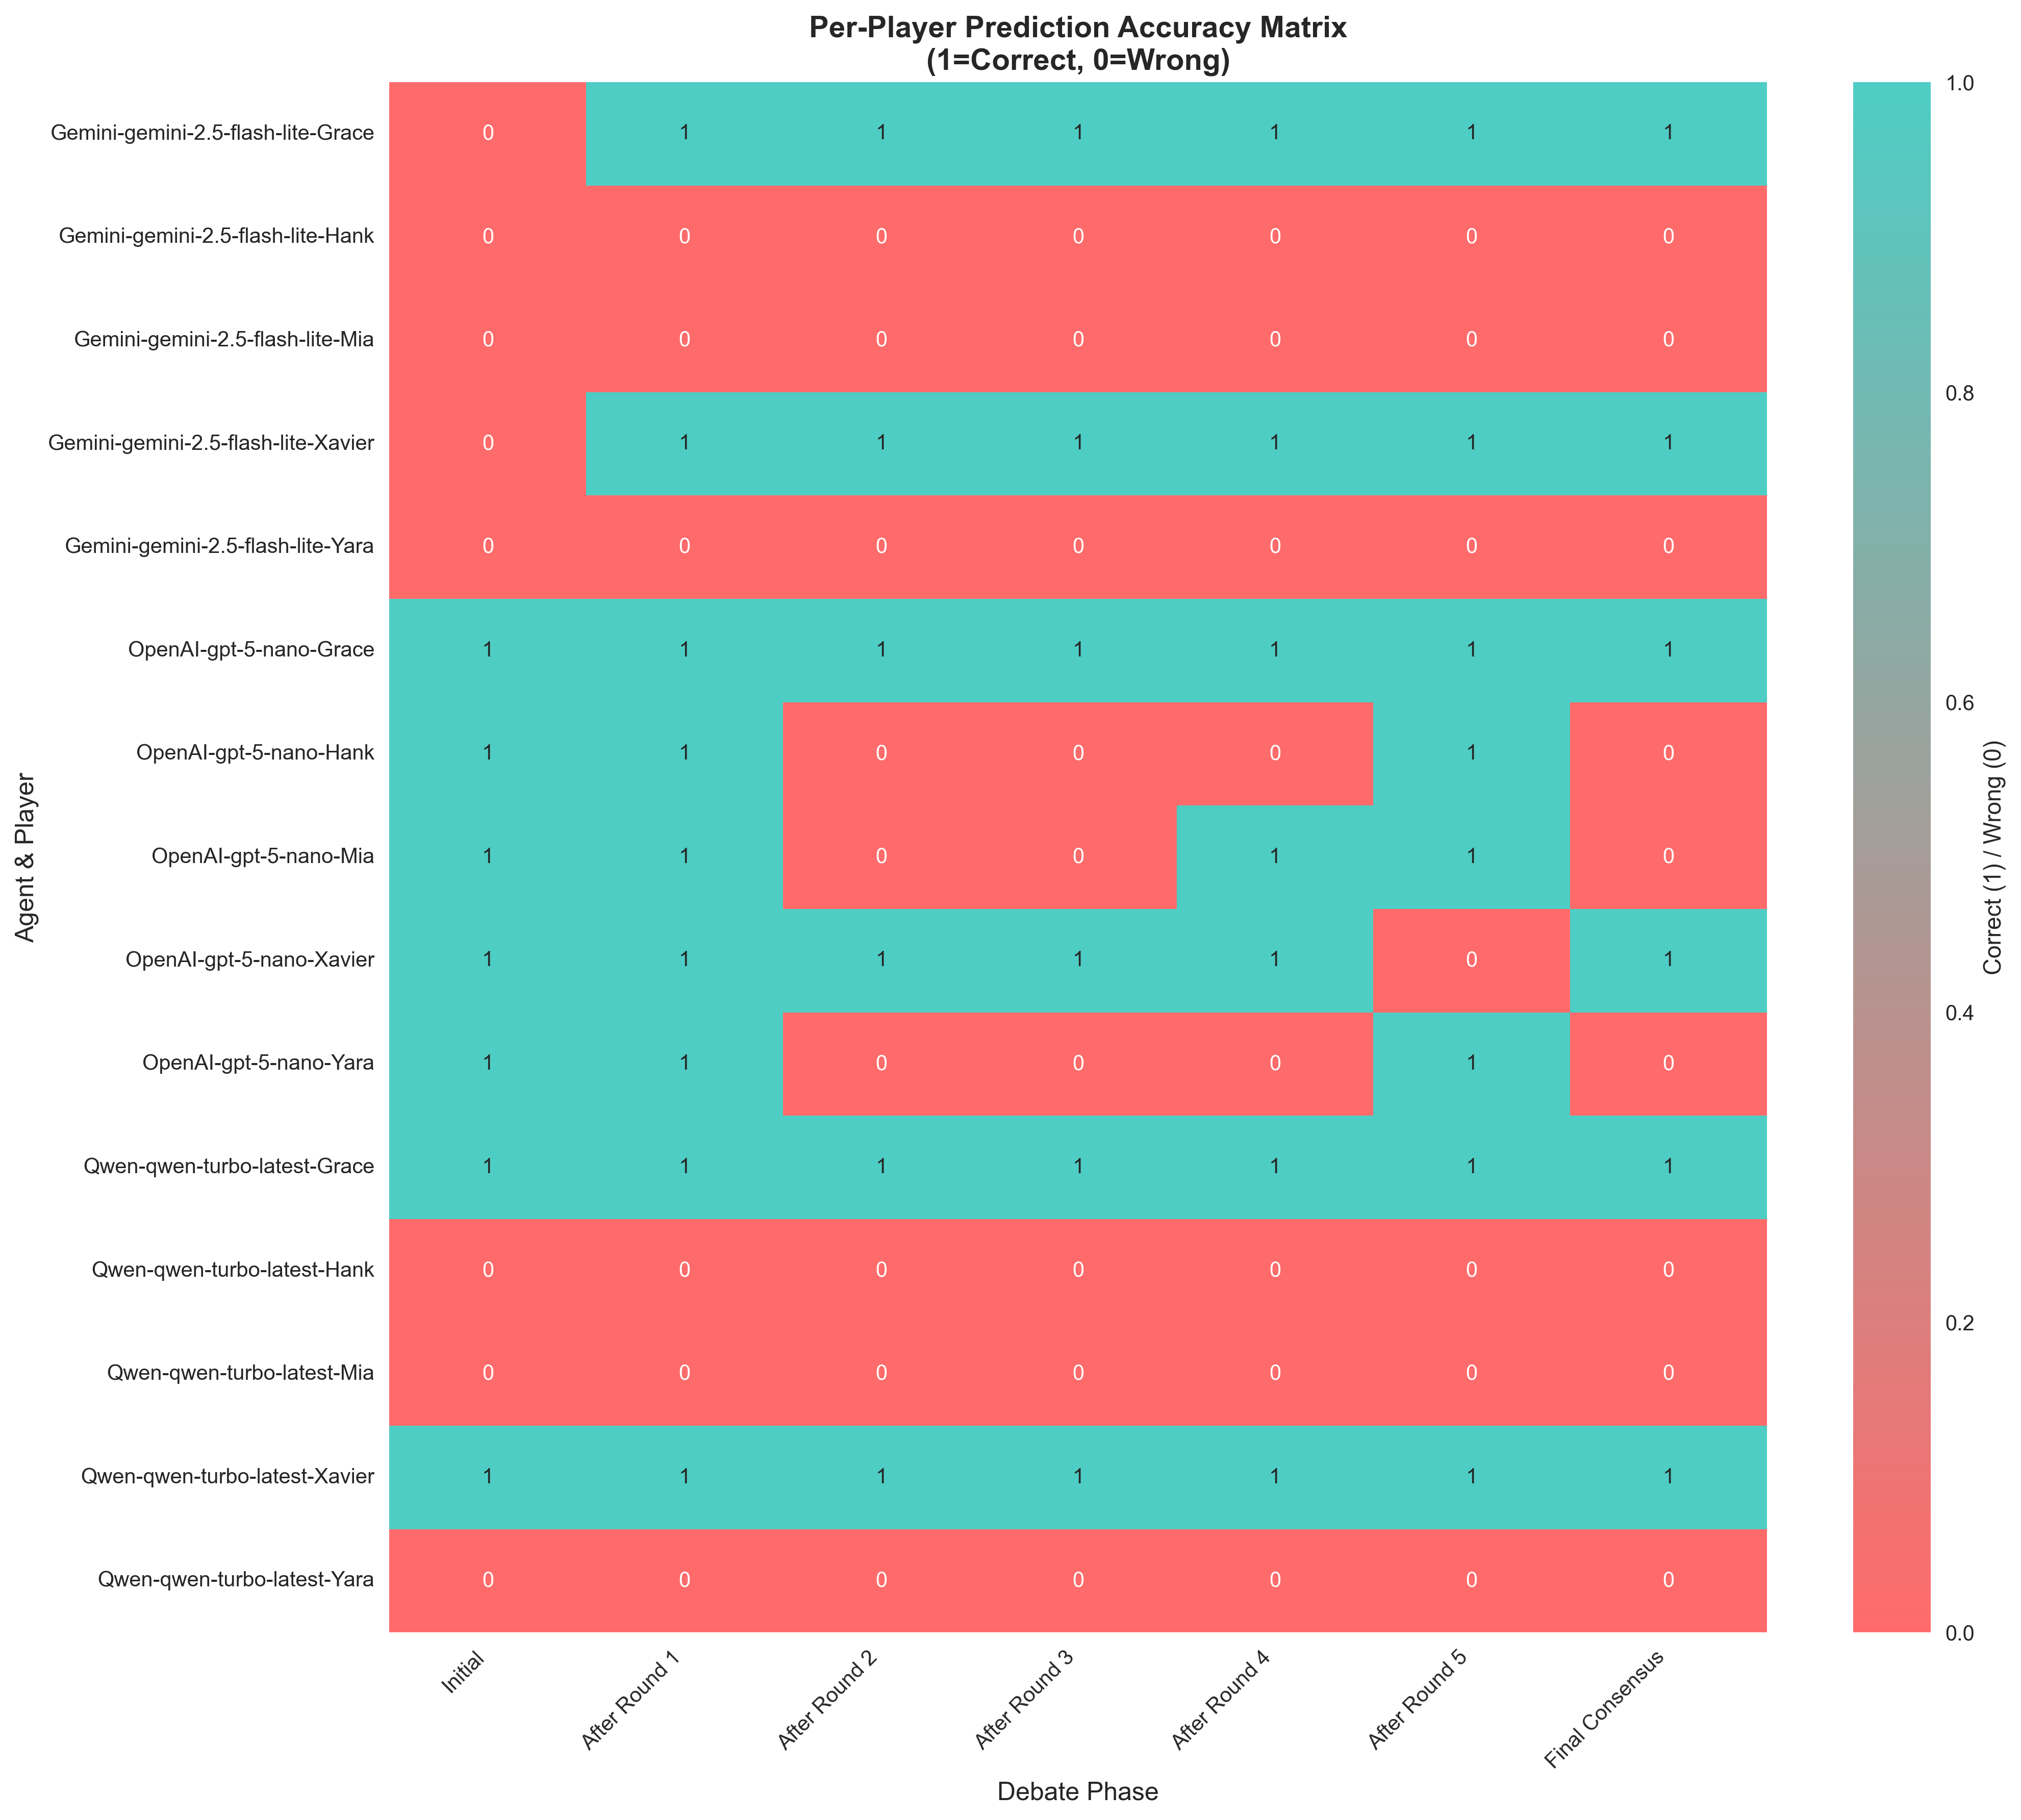 Per-Player Prediction Accuracy Matrix
(1=Correct, 0=Wrong)
Agent & Player
Gemini-gemini-2.5-flash-lite-Grace 0 1 1 1 1 1 1
Gemini-gemini-2.5-flash-lite-Hank 0 0 0 0 0 0 0
Gemini-gemini-2.5-flash-lite-Mia 0 0 0 0 0 0 0
Gemini-gemini-2.5-flash-lite-Xavier 0 1 1 1 1 1 1
Gemini-gemini-2.5-flash-lite-Yara 0 0 0 0 0 0 0
OpenAI-gpt-5-nano-Grace 1 1 1 1 1 1 1
OpenAI-gpt-5-nano-Hank 1 1 0 0 0 1 0
OpenAI-gpt-5-nano-Mia 1 1 0 0 1 1 0
OpenAI-gpt-5-nano-Xavier 1 1 1 1 1 0 1
OpenAI-gpt-5-nano-Yara 1 1 0 0 0 1 0
Qwen-qwen-turbo-latest-Grace 1 1 1 1 1 1 1
Qwen-qwen-turbo-latest-Hank 0 0 0 0 0 0 0
Qwen-qwen-turbo-latest-Mia 0 0 0 0 0 0 0
Qwen-qwen-turbo-latest-Xavier 1 1 1 1 1 1 1
Qwen-qwen-turbo-latest-Yara 0 0 0 0 0 0 0
Initial
After Round 1
After Round 2
After Round 3
After Round 4
After Round 5
Final Consensus
Debate Phase
1.0
0.8
0.6
0.4
0.2
0.0
Correct (1) / Wrong (0)